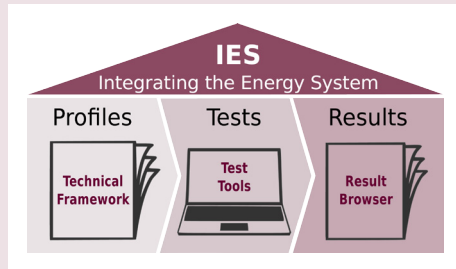 IES
Integrating the Energy System
Profiles
Tests
Results
Technical
Framework
Test
Tools
Result
Browser